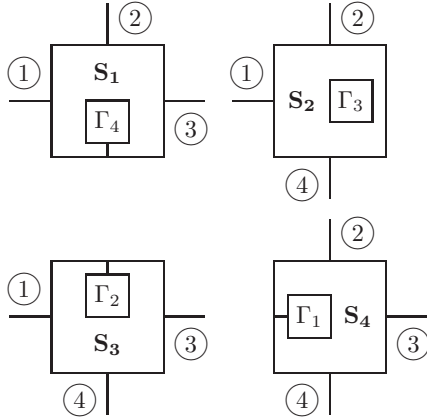 ② ②
① S₁ ① S₂ Γ₃
Γ₄ ③
④
②
① Γ₂ Γ₁ S₄
S₃ ③ ③
④ ④